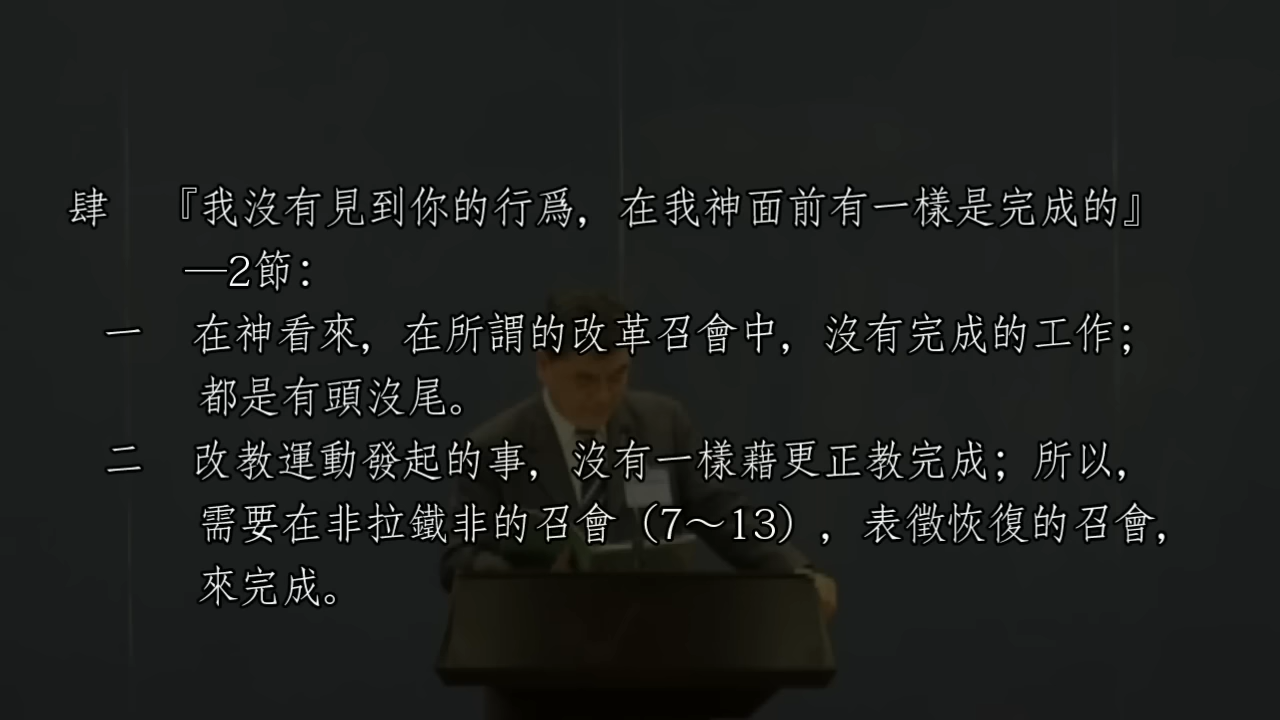 肆 『我沒有見到你的行爲，在我神面前有一樣是完成的』
—2節：
一 在神看來，在所謂的改革召會中，沒有完成的工作；
都是有頭沒尾。
二 改教運動發起的事，沒有一樣藉更正教完成；所以，
需要在非拉鐵非的召會（7～13），表徵恢復的召會，
來完成。